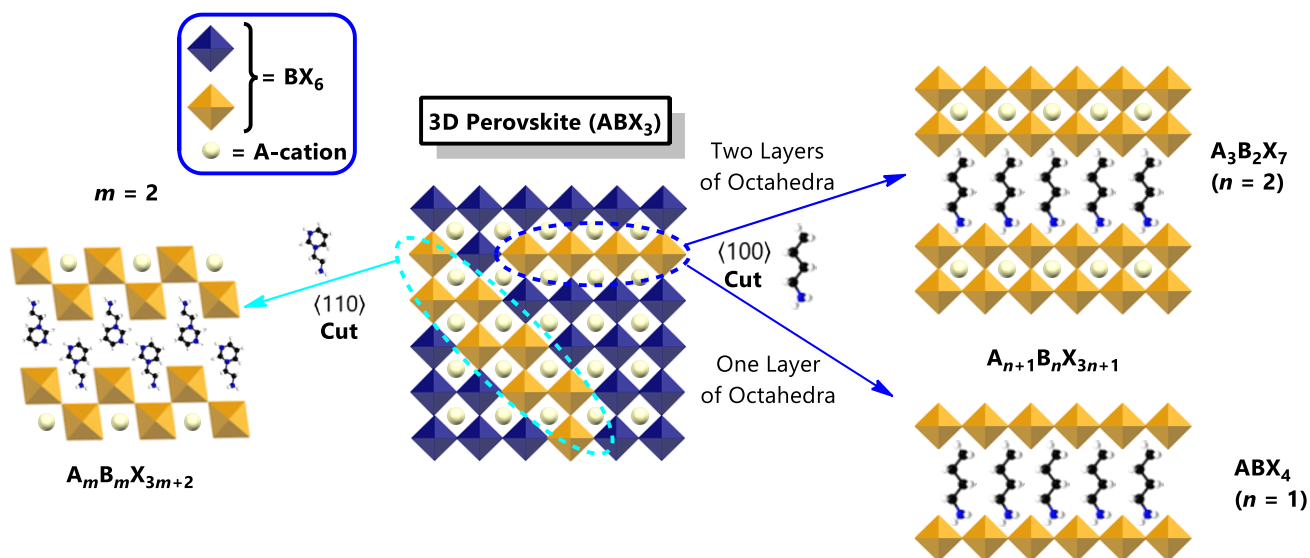 = BX₆
= A-cation
3D Perovskite (ABX₃)
m = 2
⟨110⟩
Cut
AₘBₘX₃ₘ₊₂
Two Layers
of Octahedra
⟨100⟩
Cut
One Layer
of Octahedra
A₃B₂X₇
(n = 2)
Aₙ₊₁BₙX₃ₙ₊₁
ABX₄
(n = 1)